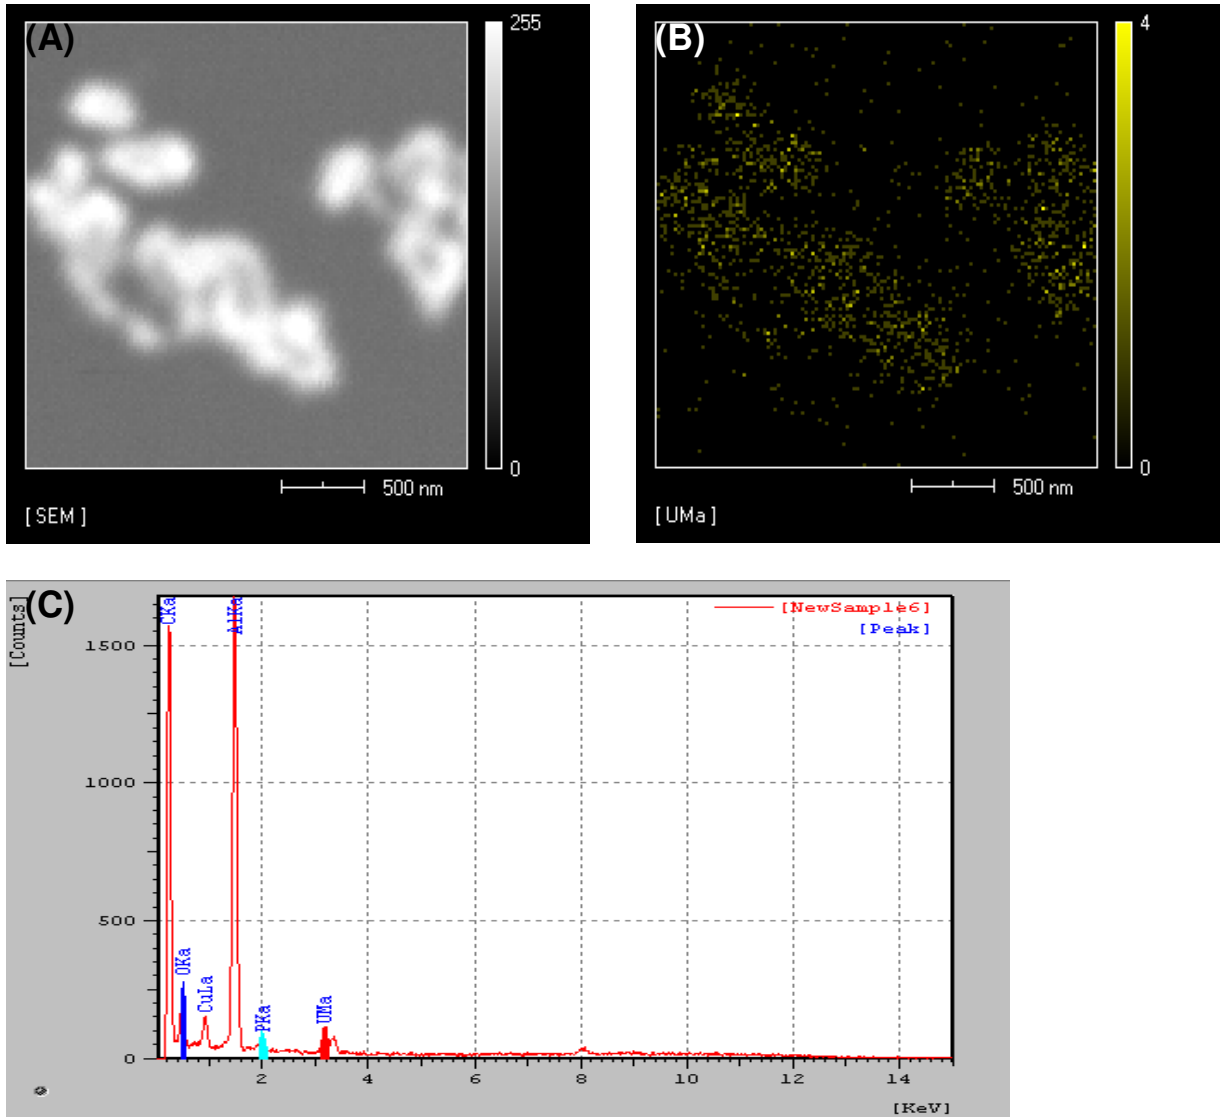 (A)
255
0
500 nm
[SEM]
(B)
4
0
500 nm
[UMa]
(C)
[Counts]
1500
1000
500
0
CKa
OKa
CuLa
AlKa
PKa
UMa
[NewSample6]
[Peak]
2 4 6 8 10 12 14
[KeV]